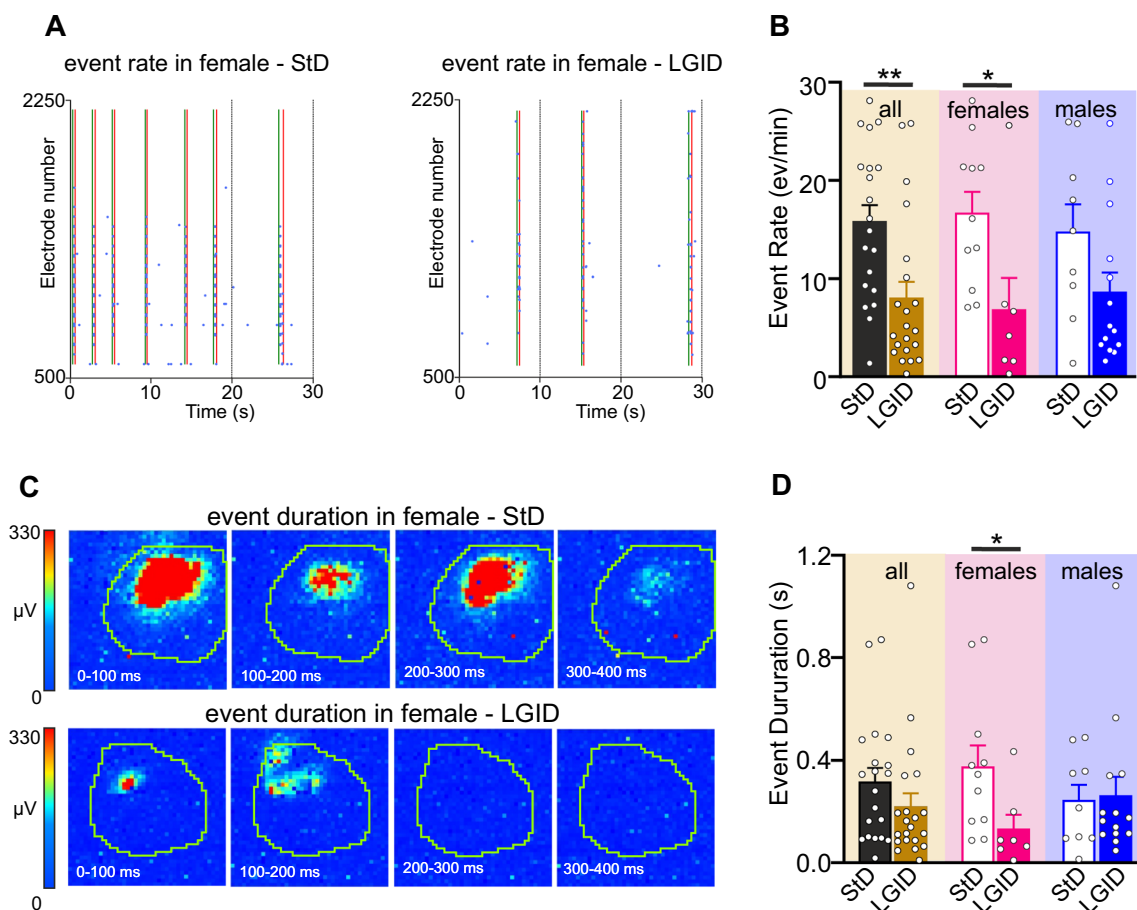 A
event rate in female - StD
2250
Electrode number
500
0
10
20
30
Time (s)
event rate in female - LGID
2250
Electrode number
500
0
10
20
30
Time (s)
B
**
*
30
20
10
0
Event Rate (ev/min)
all
females
males
StD
LGID
StD
LGID
StD
LGID
C
event duration in female - StD
330
µV
0
0-100 ms
100-200 ms
200-300 ms
300-400 ms
event duration in female - LGID
330
µV
0
0-100 ms
100-200 ms
200-300 ms
300-400 ms
D
*
1.2
0.8
0.4
0.0
Event Dururation (s)
all
females
males
StD
LGID
StD
LGID
StD
LGID